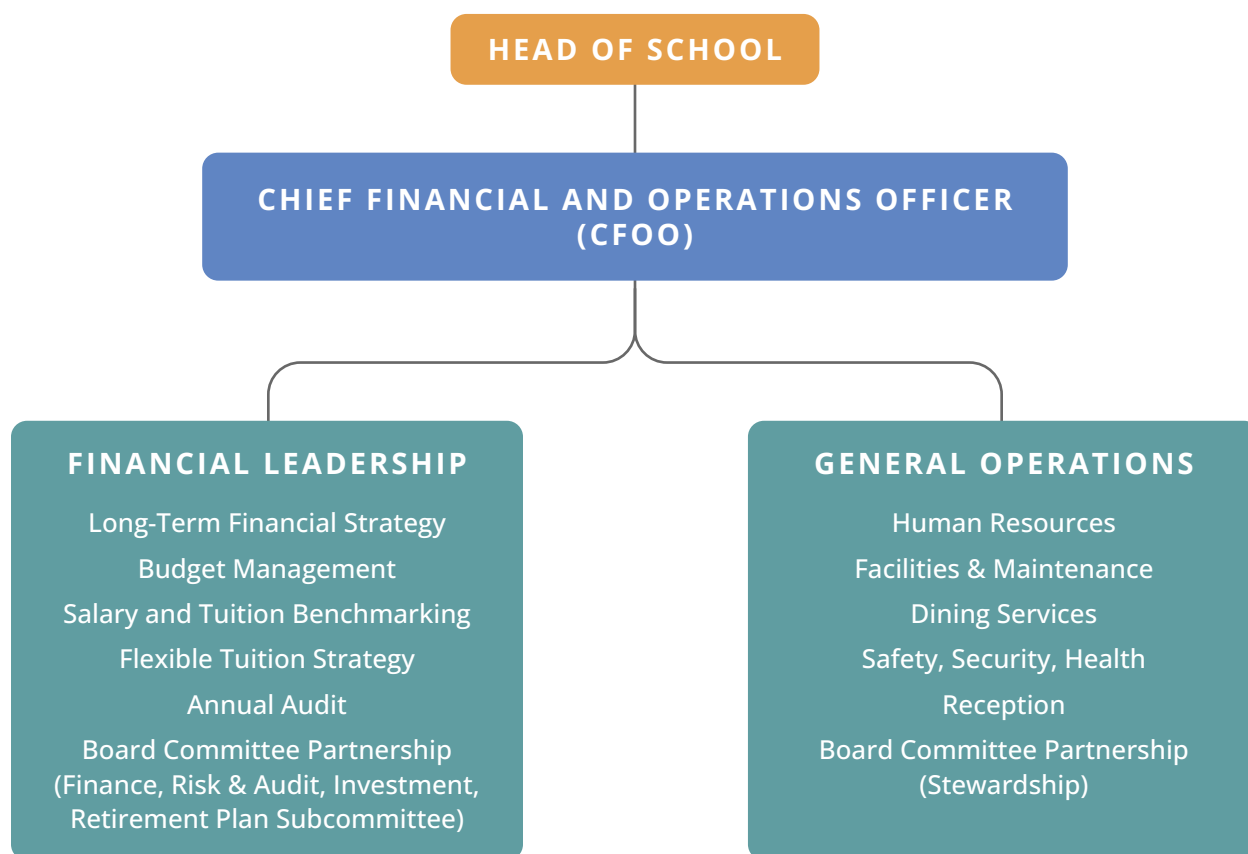 HEAD OF SCHOOL
CHIEF FINANCIAL AND OPERATIONS OFFICER
(CFOO)
FINANCIAL LEADERSHIP
Long-Term Financial Strategy
Budget Management
Salary and Tuition Benchmarking
Flexible Tuition Strategy
Annual Audit
Board Committee Partnership
(Finance, Risk & Audit, Investment,
Retirement Plan Subcommittee)
GENERAL OPERATIONS
Human Resources
Facilities & Maintenance
Dining Services
Safety, Security, Health
Reception
Board Committee Partnership
(Stewardship)